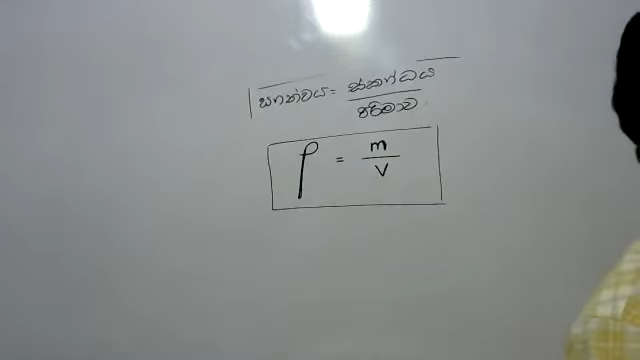 ඝනත්වය = ස්කන්ධය / පරිමාව
ρ = m / V